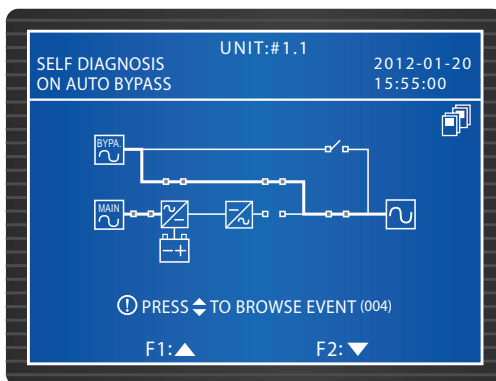 UNIT:#1.1
SELF DIAGNOSIS
ON AUTO BYPASS
2012-01-20
15:55:00
BYPA.
MAIN
PRESS TO BROWSE EVENT (004)
F1:
F2: